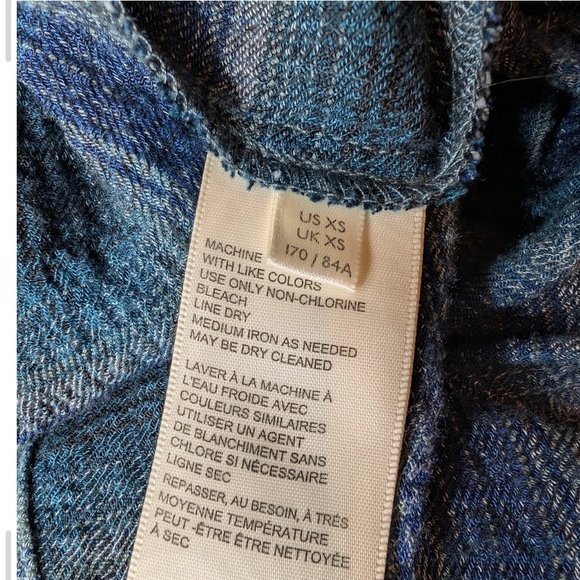 US XS
UK XS
170 / 84A
MACHINE
WITH LIKE COLORS
USE ONLY NON-CHLORINE
BLEACH
LINE DRY
MEDIUM IRON AS NEEDED
MAY BE DRY CLEANED
LAVER À LA MACHINE À
L'EAU FROIDE AVEC
COULEURS SIMILAIRES
UTILISER UN AGENT
DE BLANCHIMENT SANS
CHLORE SI NÉCESSAIRE
LIGNE SEC
REPASSER, AU BESOIN, À TRÉS
MOYENNE TEMPÉRATURE
PEUT -ÊTRE ÊTRE NETTOYÉE
À SEC